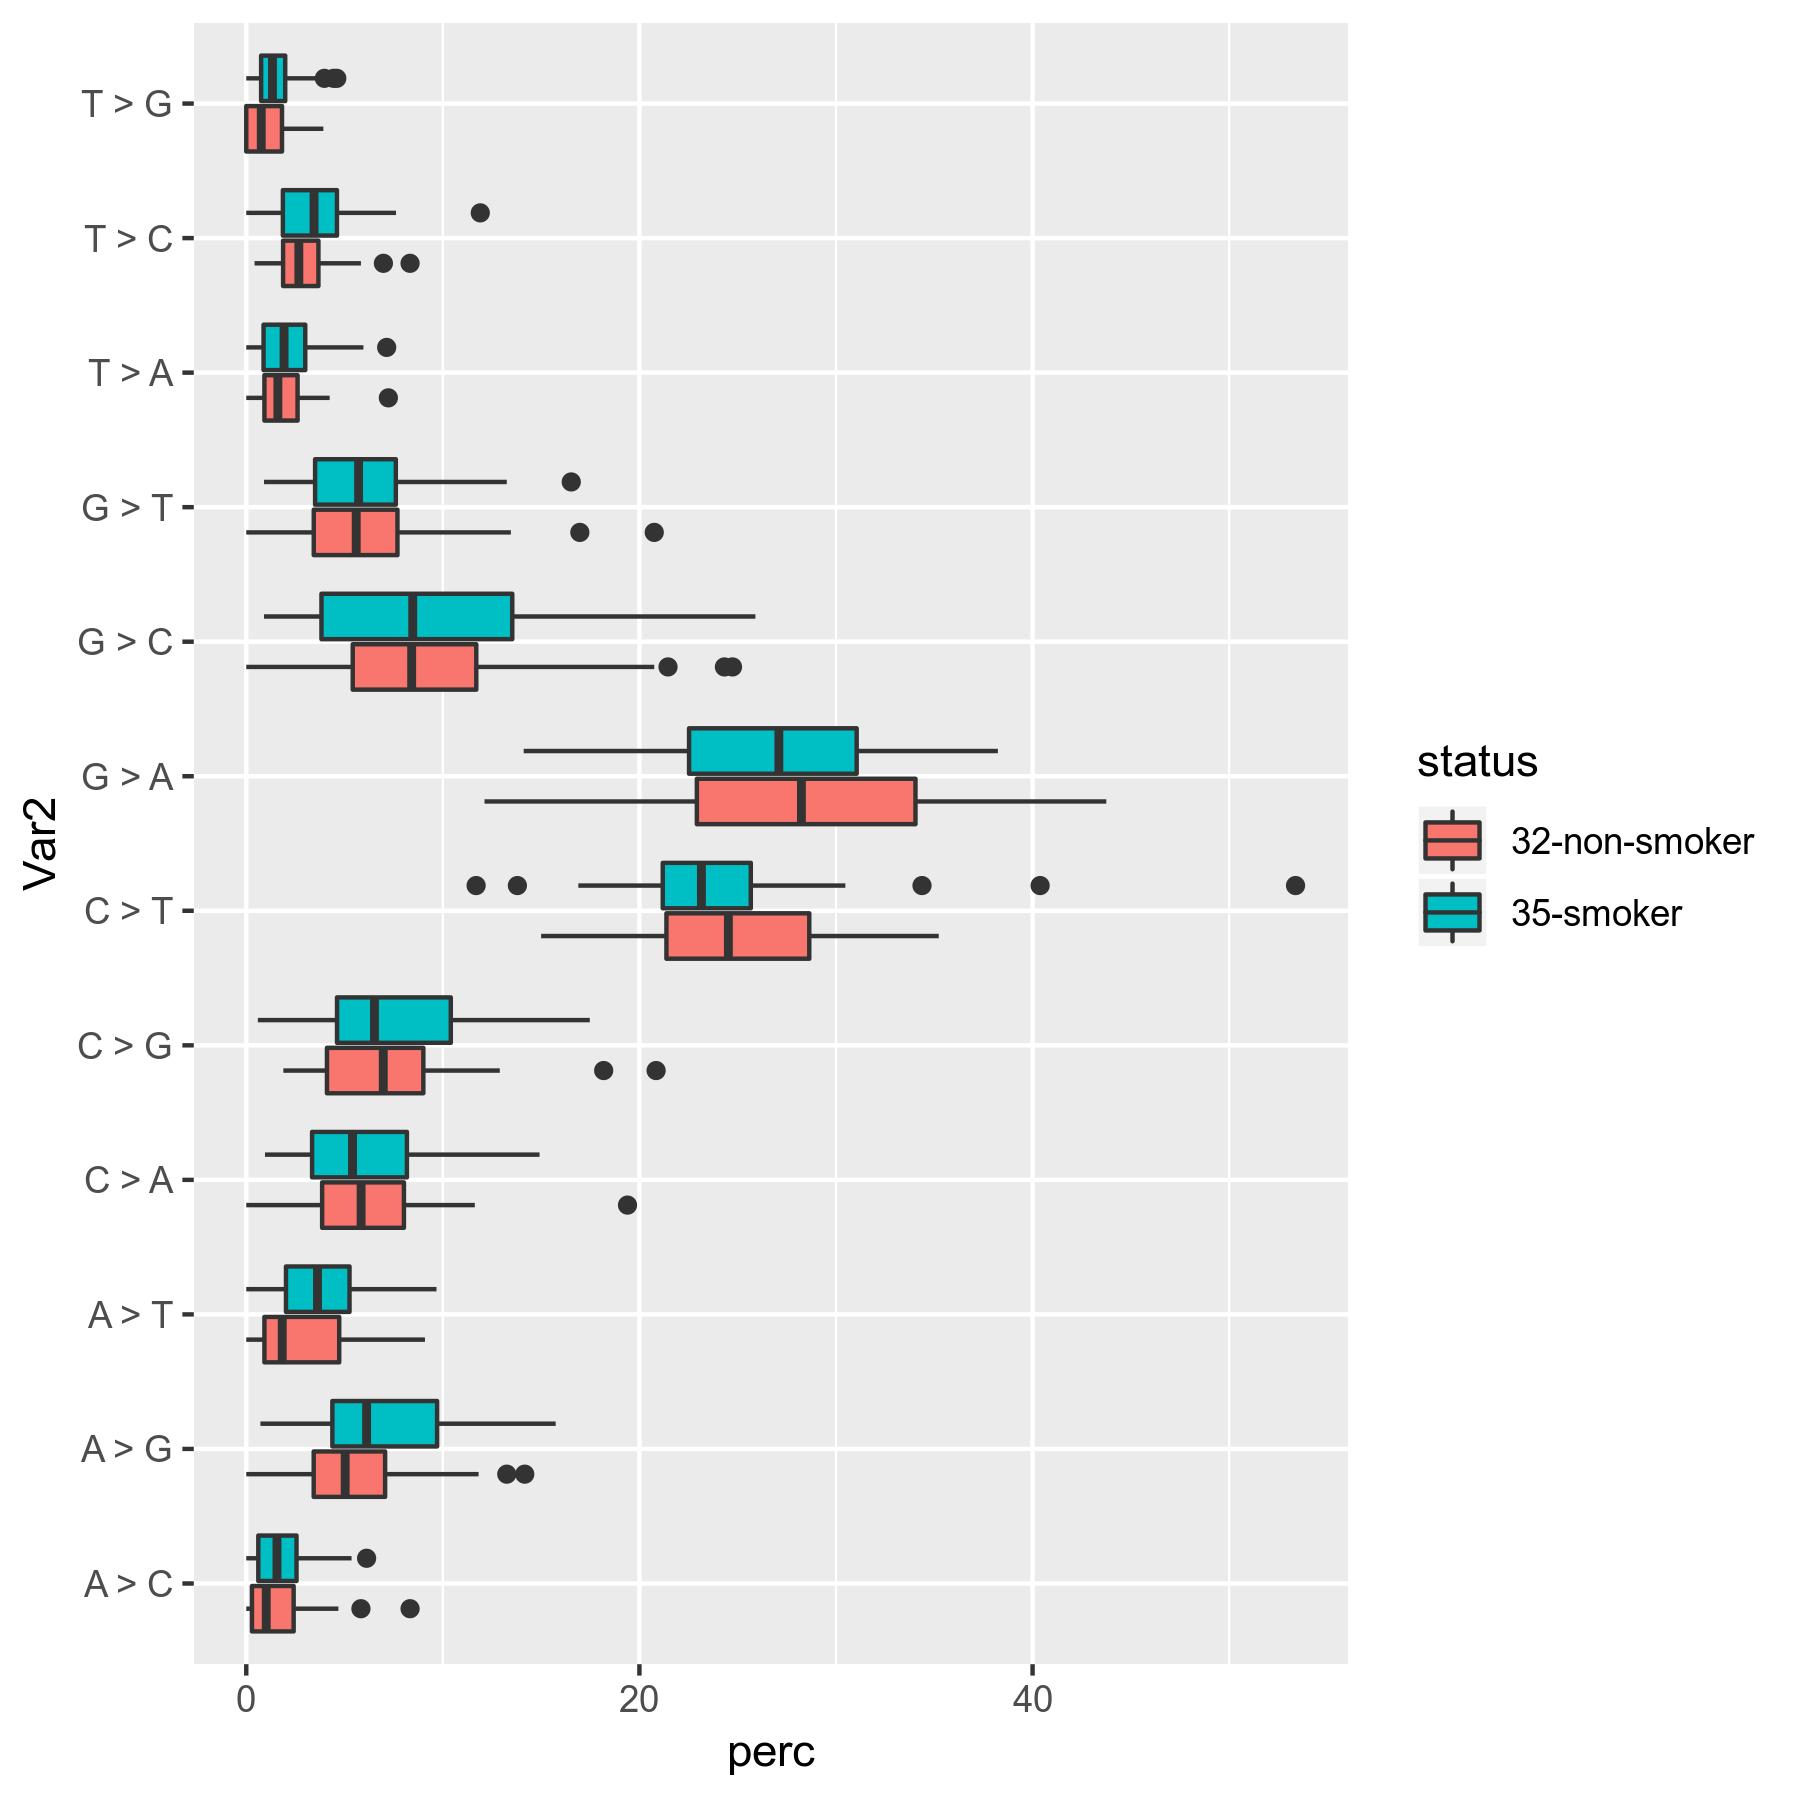 T > G
T > C
T > A
G > T
G > C
G > A
C > T
C > G
C > A
A > T
A > G
A > C
Var2
0 20 40
perc
status
32-non-smoker
35-smoker